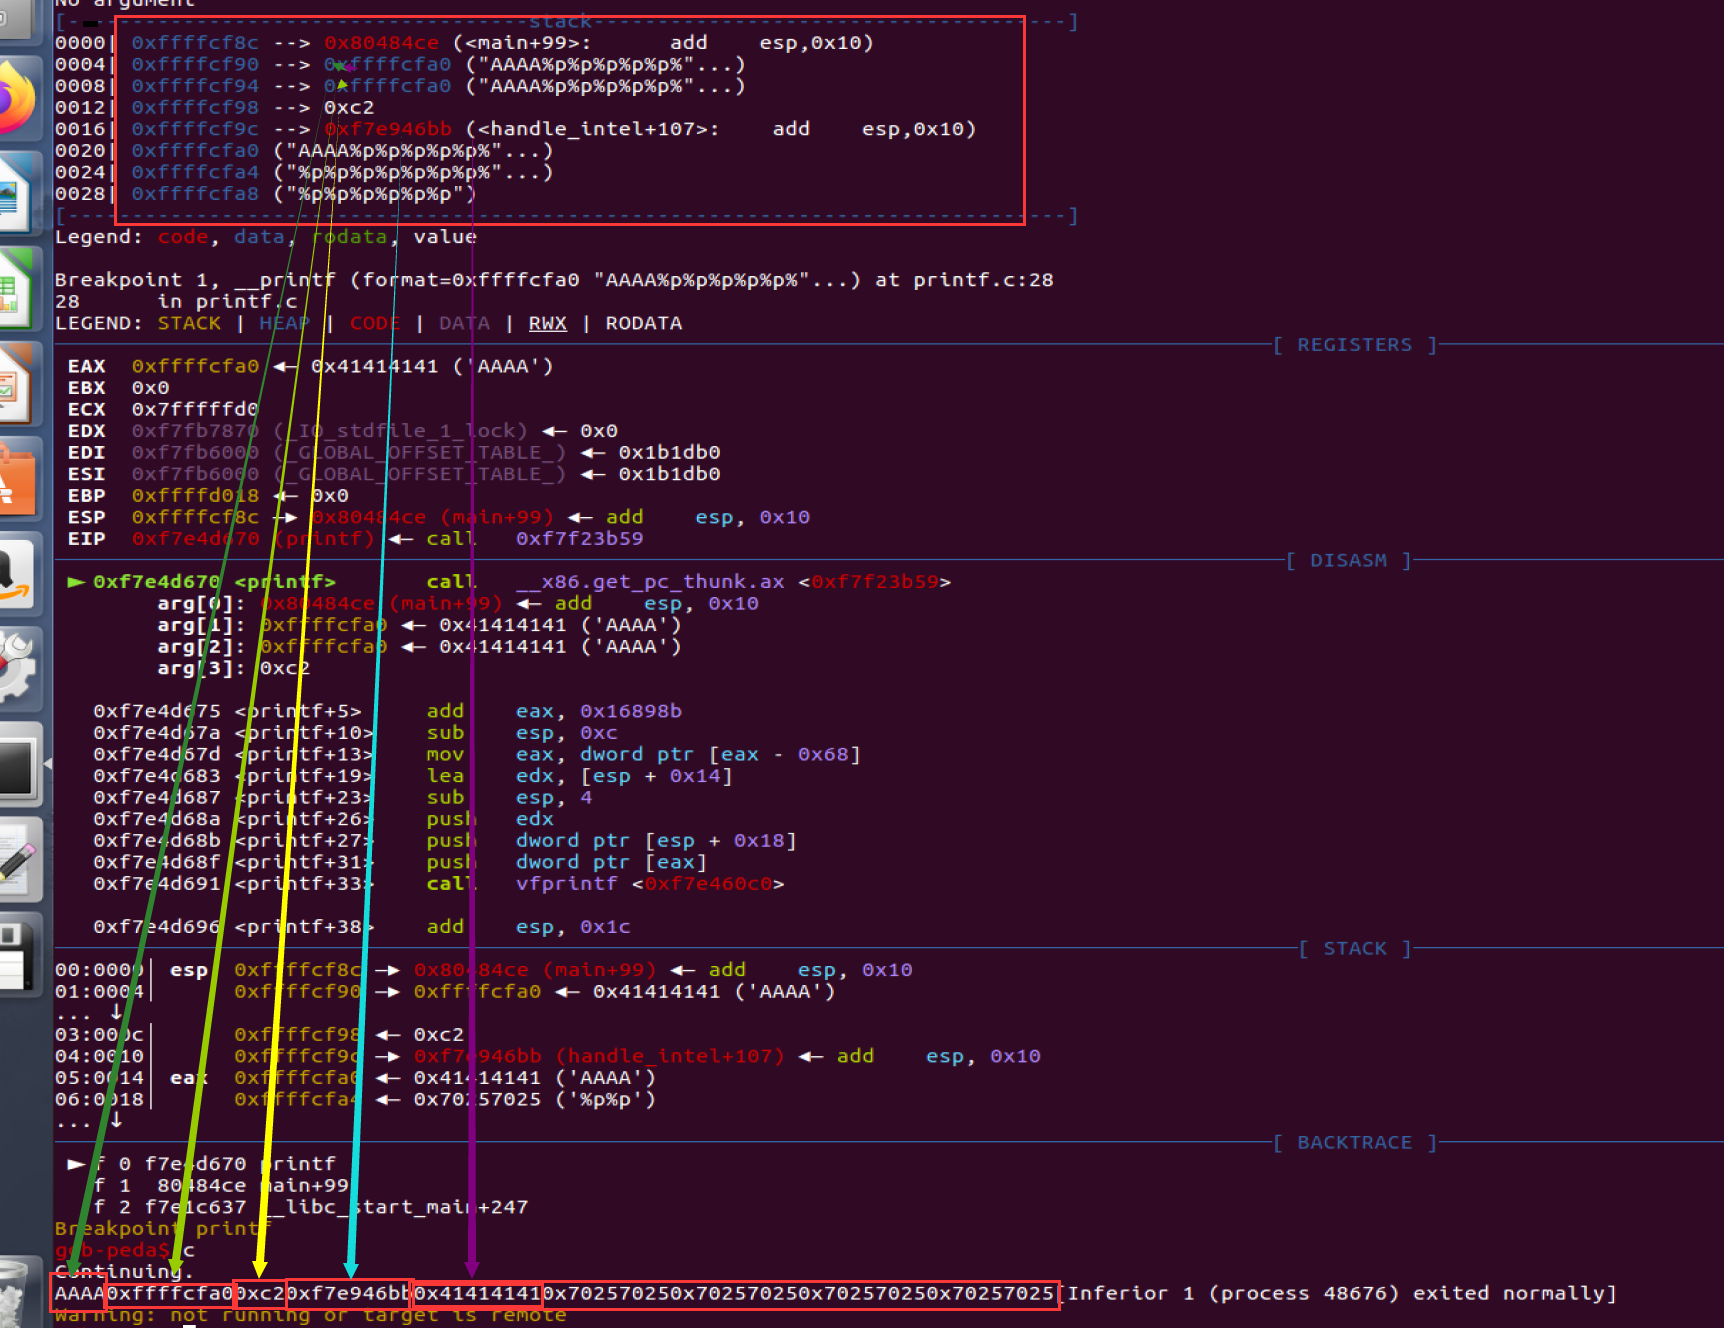 No argument
[------------------------------------stack-------------------------------------]
0000| 0xffffcf8c --> 0x80484ce (<main+99>:	add    esp,0x10)
0004| 0xffffcf90 --> 0xffffcfa0 ("AAAA%p%p%p%p%p%"...)
0008| 0xffffcf94 --> 0xffffcfa0 ("AAAA%p%p%p%p%p%"...)
0012| 0xffffcf98 --> 0xc2
0016| 0xffffcf9c --> 0xf7e946bb (<handle_intel+107>:	add    esp,0x10)
0020| 0xffffcfa0 ("AAAA%p%p%p%p%p%"...)
0024| 0xffffcfa4 ("%p%p%p%p%p%p%p%"...)
0028| 0xffffcfa8 ("%p%p%p%p%p%p")
[------------------------------------------------------------------------------]
Legend: code, data, rodata, value

Breakpoint 1, __printf (format=0xffffcfa0 "AAAA%p%p%p%p%p%"...) at printf.c:28
28      in printf.c
LEGEND: STACK | HEAP | CODE | DATA | RWX | RODATA
[ REGISTERS ]
EAX  0xffffcfa0 ◄— 0x41414141 ('AAAA')
EBX  0x0
ECX  0x7fffffd0
EDX  0xf7fb7870 (_IO_stdfile_1_lock) ◄— 0x0
EDI  0xf7fb6000 (_GLOBAL_OFFSET_TABLE_) ◄— 0x1b1db0
ESI  0xf7fb6000 (_GLOBAL_OFFSET_TABLE_) ◄— 0x1b1db0
EBP  0xffffd018 ◄— 0x0
ESP  0xffffcf8c —► 0x80484ce (main+99) ◄— add    esp, 0x10
EIP  0xf7e4d670 (printf) ◄— call   0xf7f23b59
[ DISASM ]
► 0xf7e4d670 <printf>       call   __x86.get_pc_thunk.ax <0xf7f23b59>
arg[0]: 0x80484ce (main+99) ◄— add    esp, 0x10
arg[1]: 0xffffcfa0 ◄— 0x41414141 ('AAAA')
arg[2]: 0xffffcfa0 ◄— 0x41414141 ('AAAA')
arg[3]: 0xc2

0xf7e4d675 <printf+5>     add    eax, 0x16898b
0xf7e4d67a <printf+10>    sub    esp, 0xc
0xf7e4d67d <printf+13>    mov    eax, dword ptr [eax - 0x68]
0xf7e4d683 <printf+19>    lea    edx, [esp + 0x14]
0xf7e4d687 <printf+23>    sub    esp, 4
0xf7e4d68a <printf+26>    push   edx
0xf7e4d68b <printf+27>    push   dword ptr [esp + 0x18]
0xf7e4d68f <printf+31>    push   dword ptr [eax]
0xf7e4d691 <printf+33>    call   vfprintf <0xf7e460c0>

0xf7e4d696 <printf+38>    add    esp, 0x1c
[ STACK ]
00:0000│ esp  0xffffcf8c —► 0x80484ce (main+99) ◄— add    esp, 0x10
01:0004│      0xffffcf90 —► 0xffffcfa0 ◄— 0x41414141 ('AAAA')
... ↓
03:000c│      0xffffcf98 ◄— 0xc2
04:0010│      0xffffcf9c —► 0xf7e946bb (handle_intel+107) ◄— add    esp, 0x10
05:0014│ eax  0xffffcfa0 ◄— 0x41414141 ('AAAA')
06:0018│      0xffffcfa4 ◄— 0x70257025 ('%p%p')
... ↓
[ BACKTRACE ]
► f 0 f7e4d670 printf
f 1  80484ce main+99
f 2 f7e1c637 __libc_start_main+247
Breakpoint printf
gdb-peda$ c
Continuing.
AAAA0xffffcfa00xc20xf7e946bb0x414141410x702570250x702570250x702570250x70257025[Inferior 1 (process 48676) exited normally]
Warning: not running or target is remote